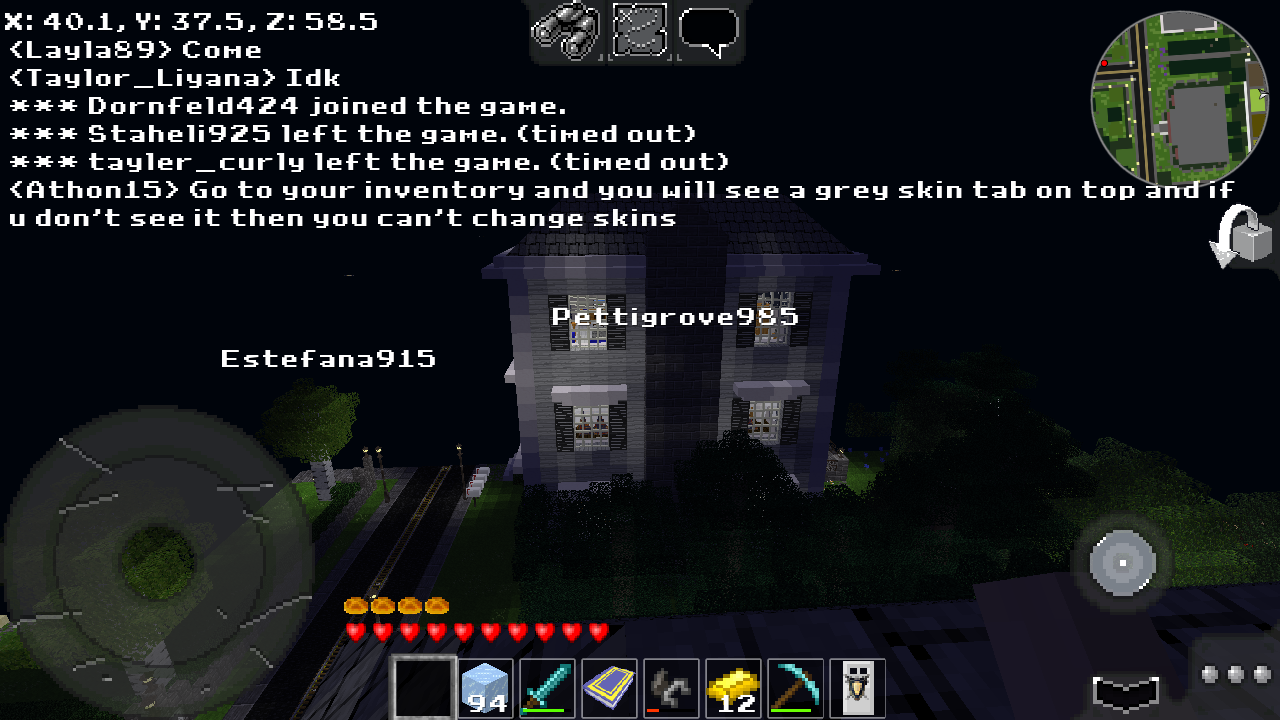 X: 40.1, Y: 37.5, Z: 58.5
<Layla89> Come
<Taylor_Liyana> Idk
*** Dornfeld424 joined the game.
*** Staheli925 left the game. (timed out)
*** tayler_curly left the game. (timed out)
<Athon15> Go to your inventory and you will see a grey skin tab on top and if
u don't see it then you can't change skins
Pettigrove985
Estefana915
94
12